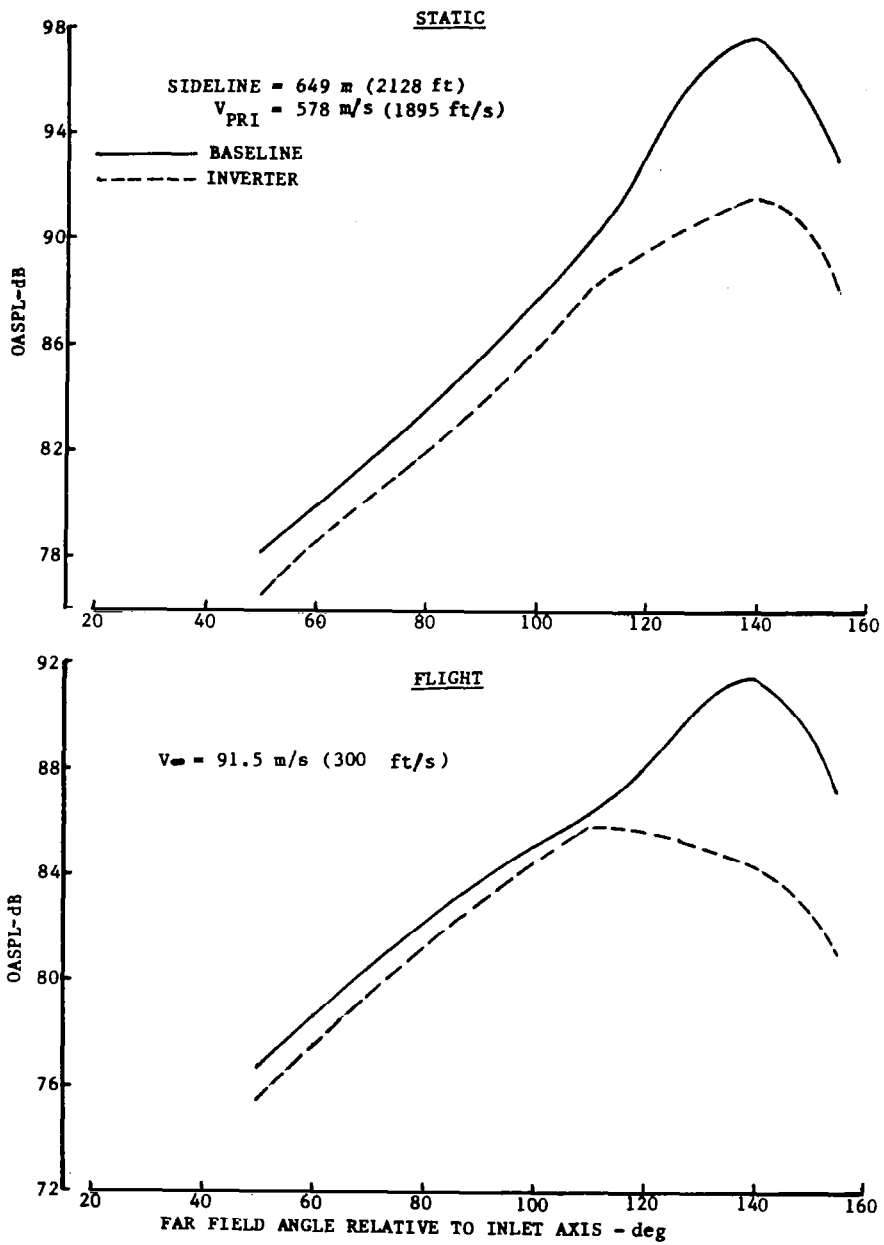 STATIC
98
SIDELINE = 649 m (2128 ft)
V PRI = 578 m/s (1895 ft/s)
94
BASELINE
INVERTER
90
OASPL-dB
86
82
78
20 40 60 80 100 120 140 160
92
FLIGHT
V∞ = 91.5 m/s (300 ft/s)
88
84
OASPL-dB
80
76
72
20 40 60 80 100 120 140 160
FAR FIELD ANGLE RELATIVE TO INLET AXIS - deg